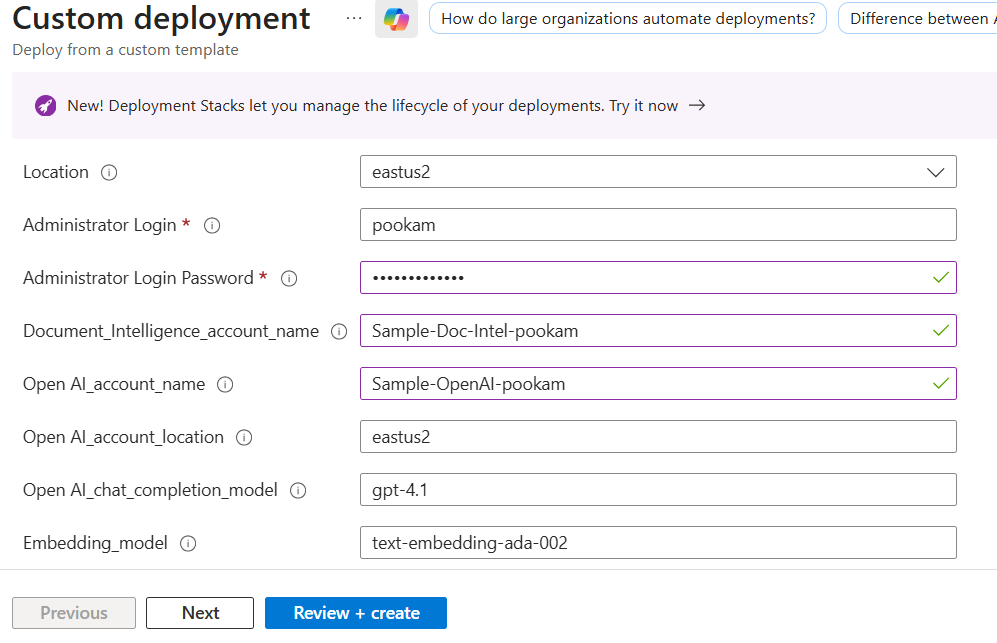 Custom deployment ... How do large organizations automate deployments? Difference between
Deploy from a custom template
New! Deployment Stacks let you manage the lifecycle of your deployments. Try it now →
Location eastus2
Administrator Login * pookam
Administrator Login Password * •••••••••••••
Document_Intelligence_account_name Sample-Doc-Intel-pookam
Open AI_account_name Sample-OpenAI-pookam
Open AI_account_location eastus2
Open AI_chat_completion_model gpt-4.1
Embedding_model text-embedding-ada-002
Previous Next Review + create